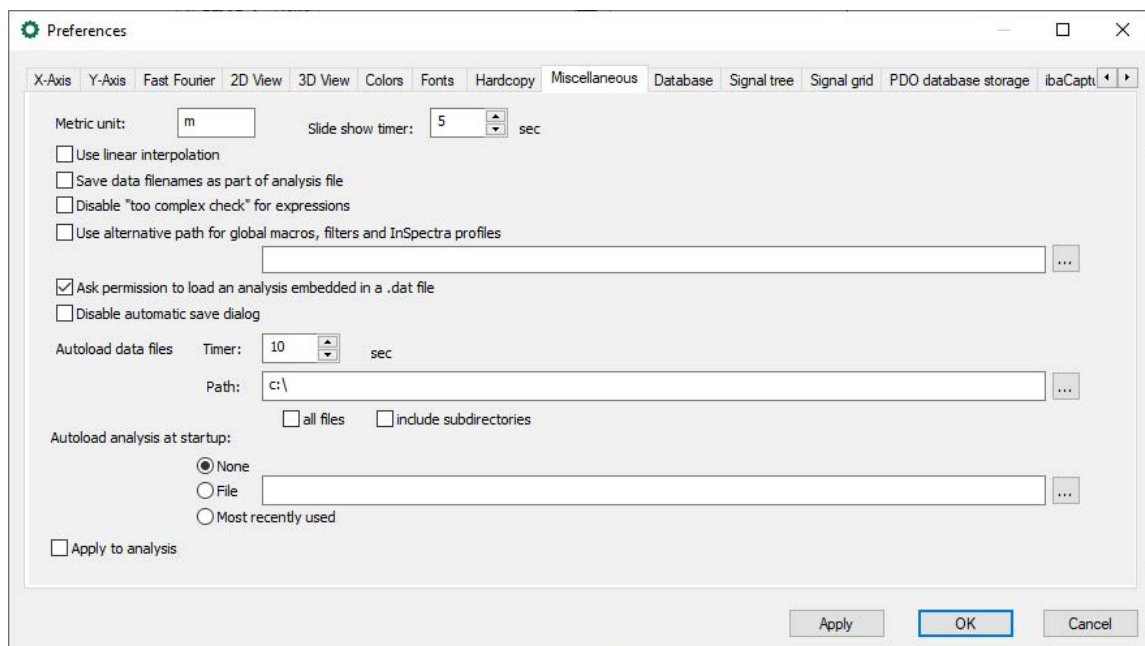 Preferences
X-Axis Y-Axis Fast Fourier 2D View 3D View Colors Fonts Hardcopy Miscellaneous Database Signal tree Signal grid PDO database storage ibaCaptu
Metric unit: m Slide show timer: 5 sec
Use linear interpolation
Save data filenames as part of analysis file
Disable "too complex check" for expressions
Use alternative path for global macros, filters and InSpectra profiles
...
Ask permission to load an analysis embedded in a .dat file
Disable automatic save dialog
Autoload data files Timer: 10 sec
Path: c:\ ...
all files include subdirectories
Autoload analysis at startup:
None
File ...
Most recently used
Apply to analysis
Apply OK Cancel